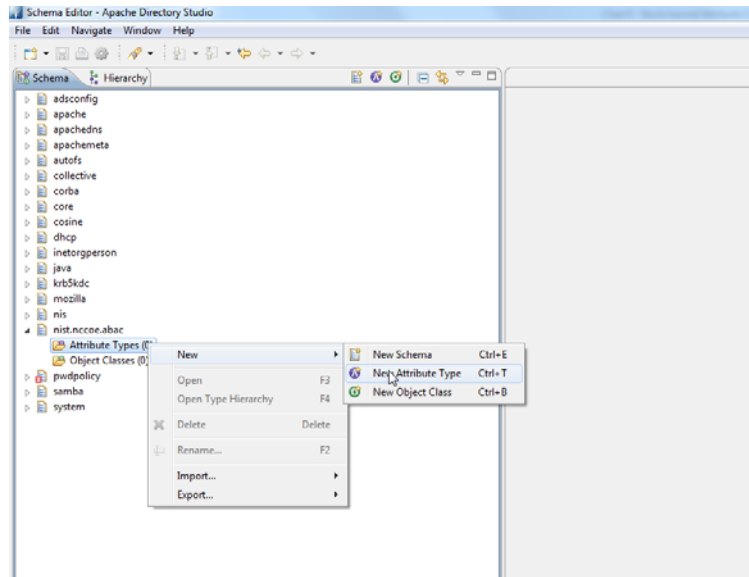 Schema Editor - Apache Directory Studio
File Edit Navigate Window Help
Schema Hierarchy
adsconfig
apache
apachedns
apachemeta
autofs
collective
corba
core
cosine
dhcp
inetorgperson
java
krb5kdc
mozilla
nis
nist.nccoe.abac
Attribute Types (0)
Object Classes (0)
pwdpolicy
samba
system
New
Open F3
Open Type Hierarchy F4
Delete Delete
Rename... F2
Import...
Export...
New Schema Ctrl+E
New Attribute Type Ctrl+T
New Object Class Ctrl+B